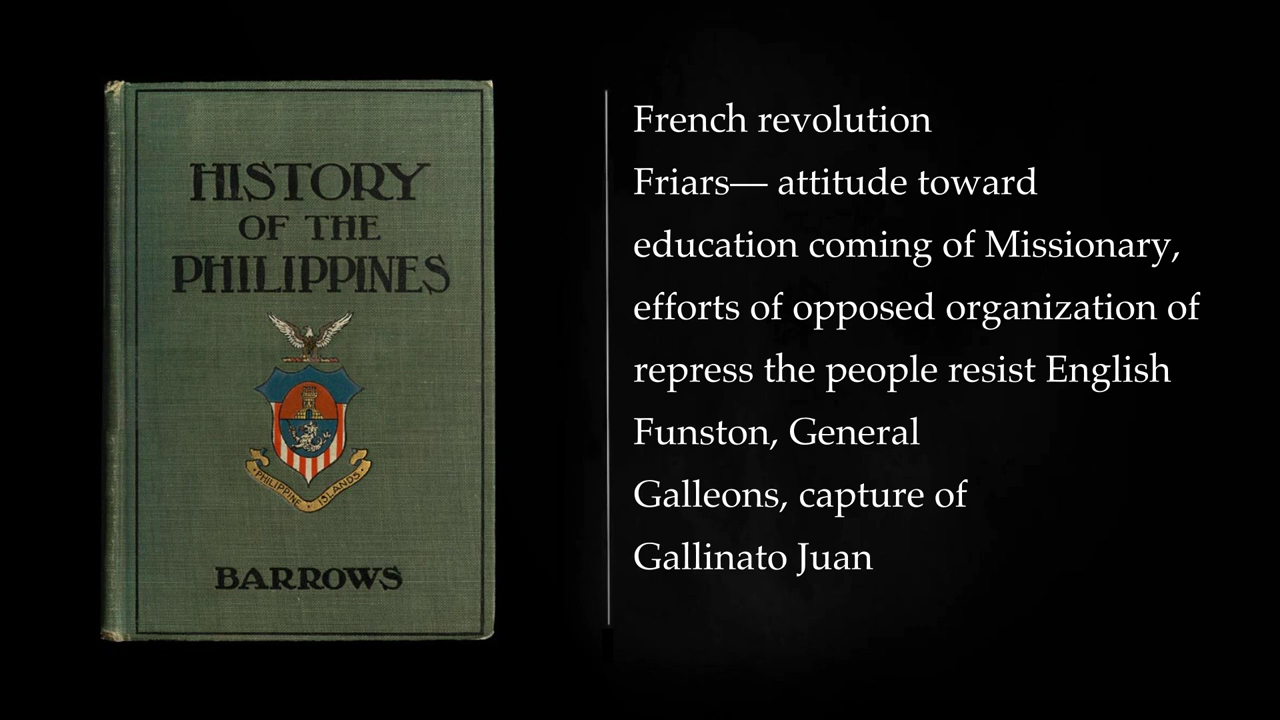 HISTORY
OF THE
PHILIPPINES
PHILIPPINE ISLANDS
BARROWS
French revolution
Friars— attitude toward
education coming of Missionary,
efforts of opposed organization of
repress the people resist English
Funston, General
Galleons, capture of
Gallinato Juan